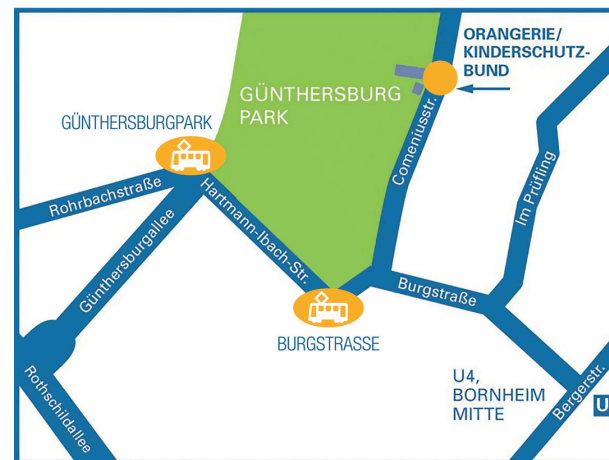 ORANGERIE/
KINDERSCHUTZ-
BUND
GÜNTHERSBURG
PARK
GÜNTHERSBURGPARK
Comeniusstr.
Im Prüfling
Rohrbachstraße
Hartmann-Ibach-Str.
Günthersburgallee
Burgstraße
BURGSTRASSE
U4,
BORNHEIM
MITTE
Bergerstr.
U
Rothschildallee